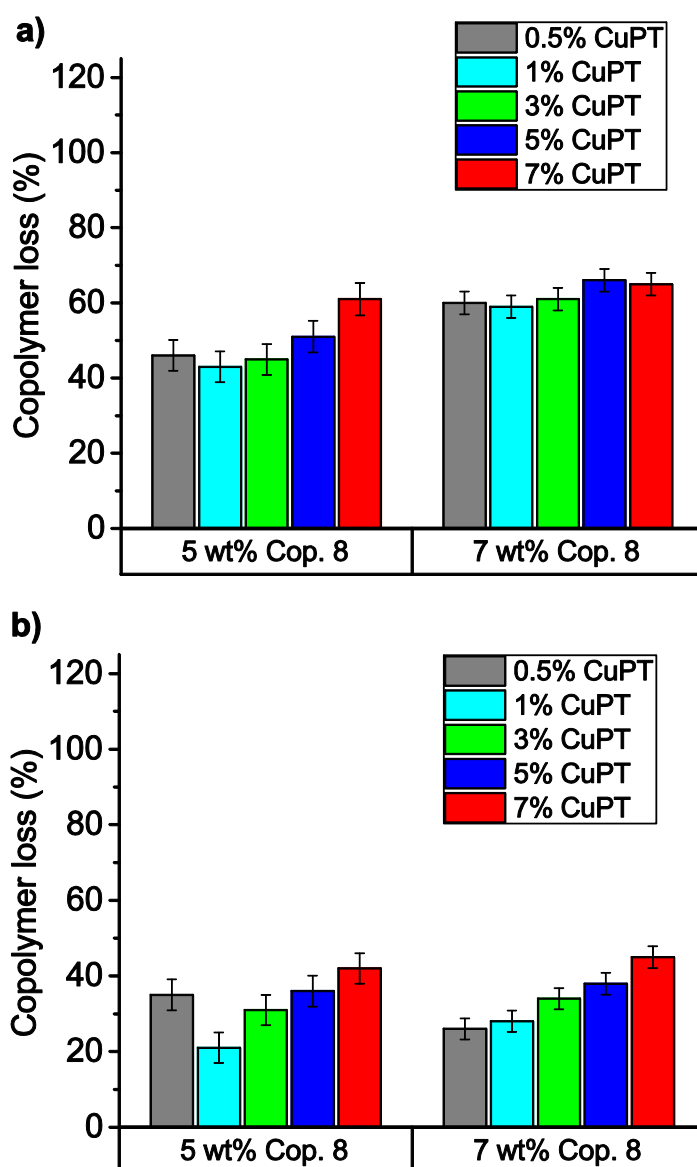 a)
0.5% CuPT
1% CuPT
3% CuPT
5% CuPT
7% CuPT
Copolymer loss (%)
120
100
80
60
40
20
0
5 wt% Cop. 8
7 wt% Cop. 8
b)
0.5% CuPT
1% CuPT
3% CuPT
5% CuPT
7% CuPT
Copolymer loss (%)
120
100
80
60
40
20
0
5 wt% Cop. 8
7 wt% Cop. 8